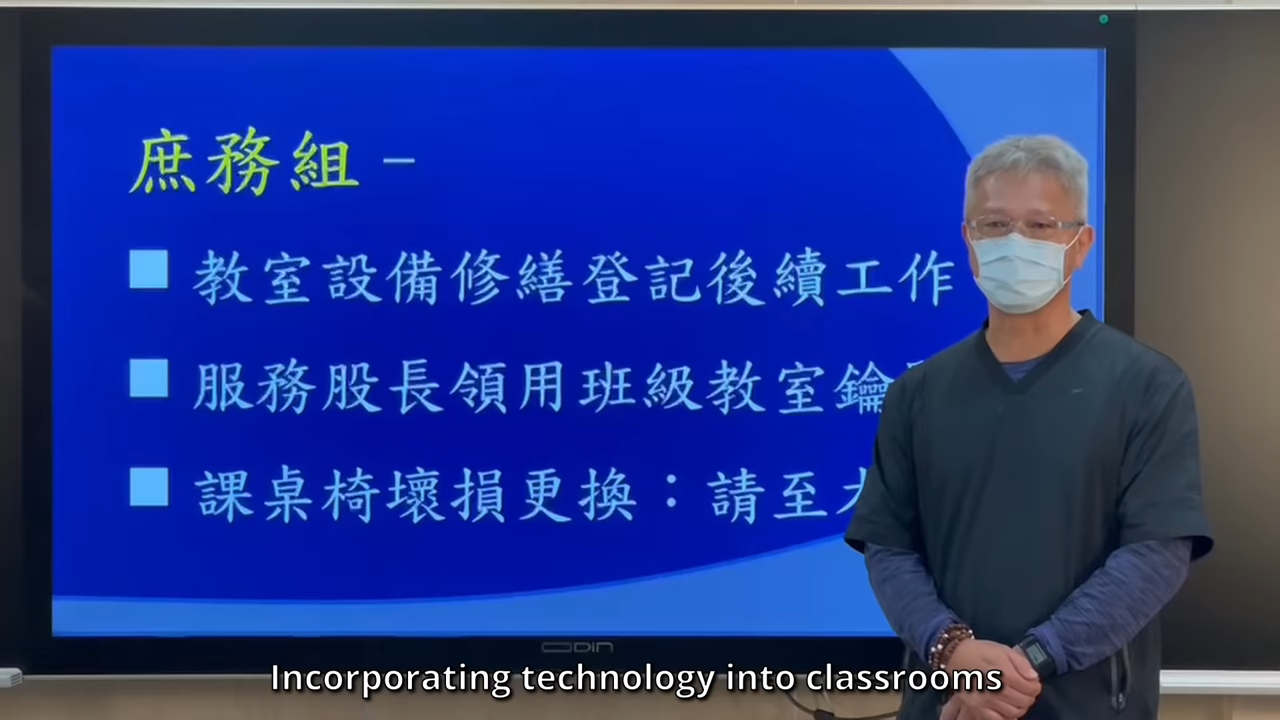 庶務組－
教室設備修繕登記後續工作
服務股長領用班級教室鑰
課桌椅壞損更換：請至
ODIN
Incorporating technology into classrooms